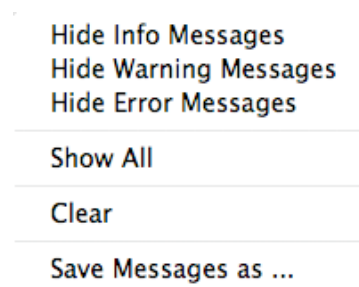 Hide Info Messages
Hide Warning Messages
Hide Error Messages
Show All
Clear
Save Messages as ...